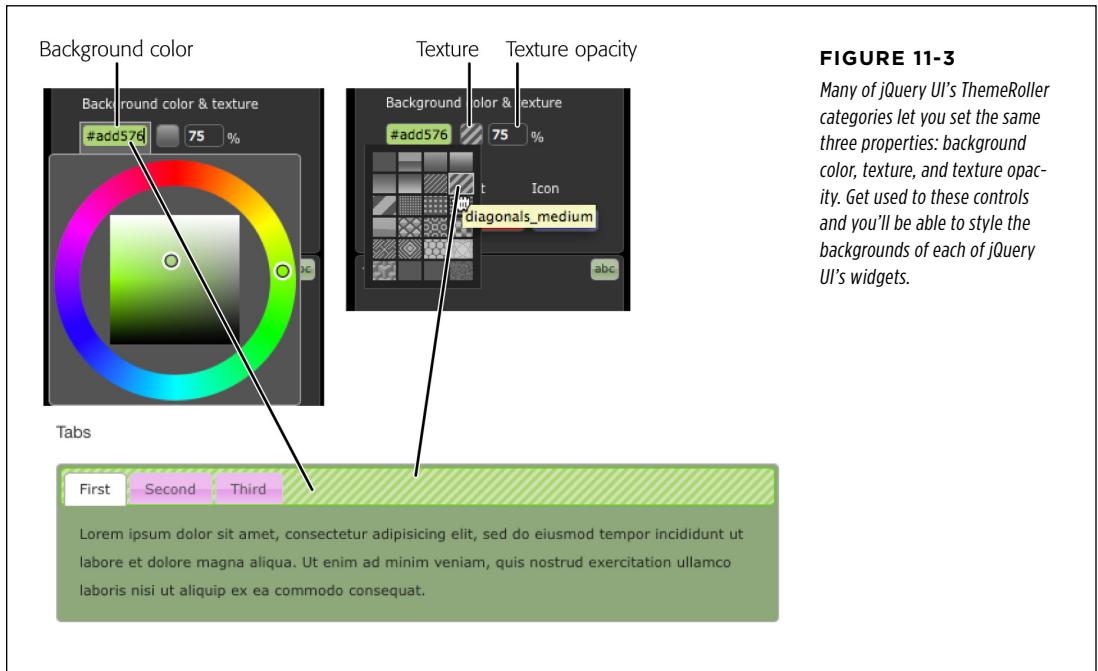 Background color
Texture
Texture opacity
Background color & texture
#add576
75
%
abc
Background color & texture
#add576
75
%
Icon
diagonals_medium
abc
FIGURE 11-3
Many of jQuery UI's ThemeRoller
categories let you set the same
three properties: background
color, texture, and texture opac-
ity. Get used to these controls
and you'll be able to style the
backgrounds of each of jQuery
UI's widgets.
Tabs
First
Second
Third
Lorem ipsum dolor sit amet, consectetur adipisicing elit, sed do eiusmod tempor incididunt ut
labore et dolore magna aliqua. Ut enim ad minim veniam, quis nostrud exercitation ullamco
laboris nisi ut aliquip ex ea commodo consequat.